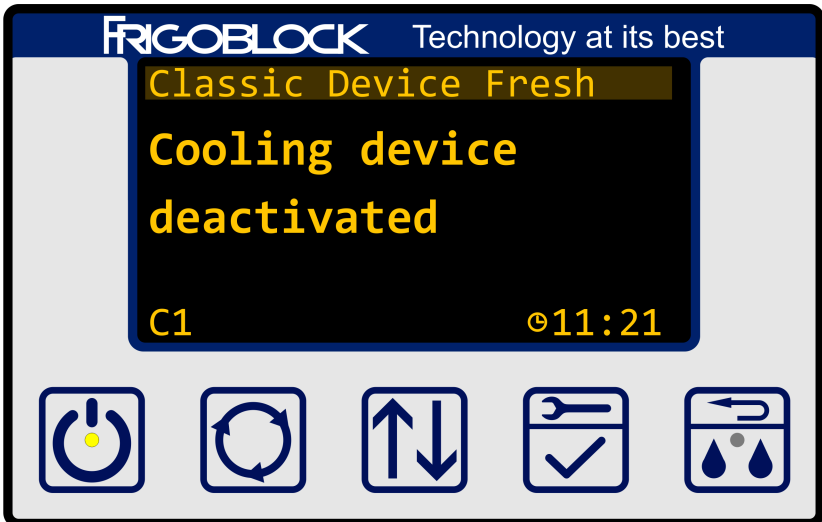 FRIGOBLOCK Technology at its best
Classic Device Fresh
Cooling device
deactivated
C1 11:21